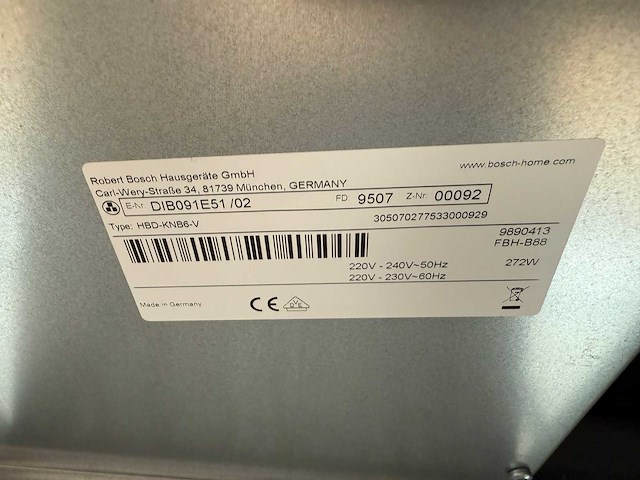 Robert Bosch Hausgeräte GmbH
www.bosch-home.com
Carl-Wery-Straße 34, 81739 München, GERMANY
E-Nr. DIB091E51 /02 FD 9507 Z-Nr. 00092
Type: HBD-KNB6-V 305070277533000929
9890413
FBH-B88
220V - 240V~50Hz 272W
220V - 230V~60Hz
Made in Germany CE OVE